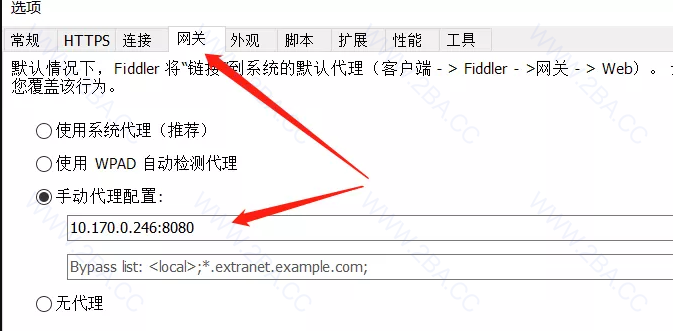 选项
常规 HTTPS 连接 网关 外观 脚本 扩展 性能 工具
默认情况下，Fiddler 将“链接”到系统的默认代理（客户端 - > Fiddler - >网关 - > Web）。
您覆盖该行为。
使用系统代理（推荐）
使用 WPAD 自动检测代理
手动代理配置:
10.170.0.246:8080
Bypass list: <local>;*.extranet.example.com;
无代理
WWW.22BA.CC